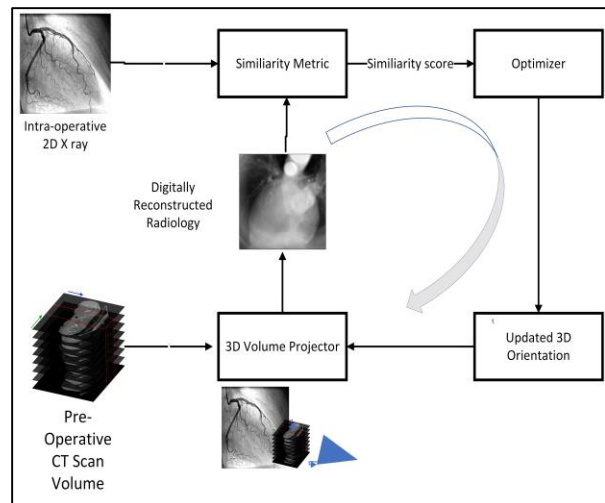 Similiarity Metric
Similiarity score
Optimizer
Intra-operative
2D X ray
Digitally
Reconstructed
Radiology
3D Volume Projector
Updated 3D
Orientation
Pre-
Operative
CT Scan
Volume